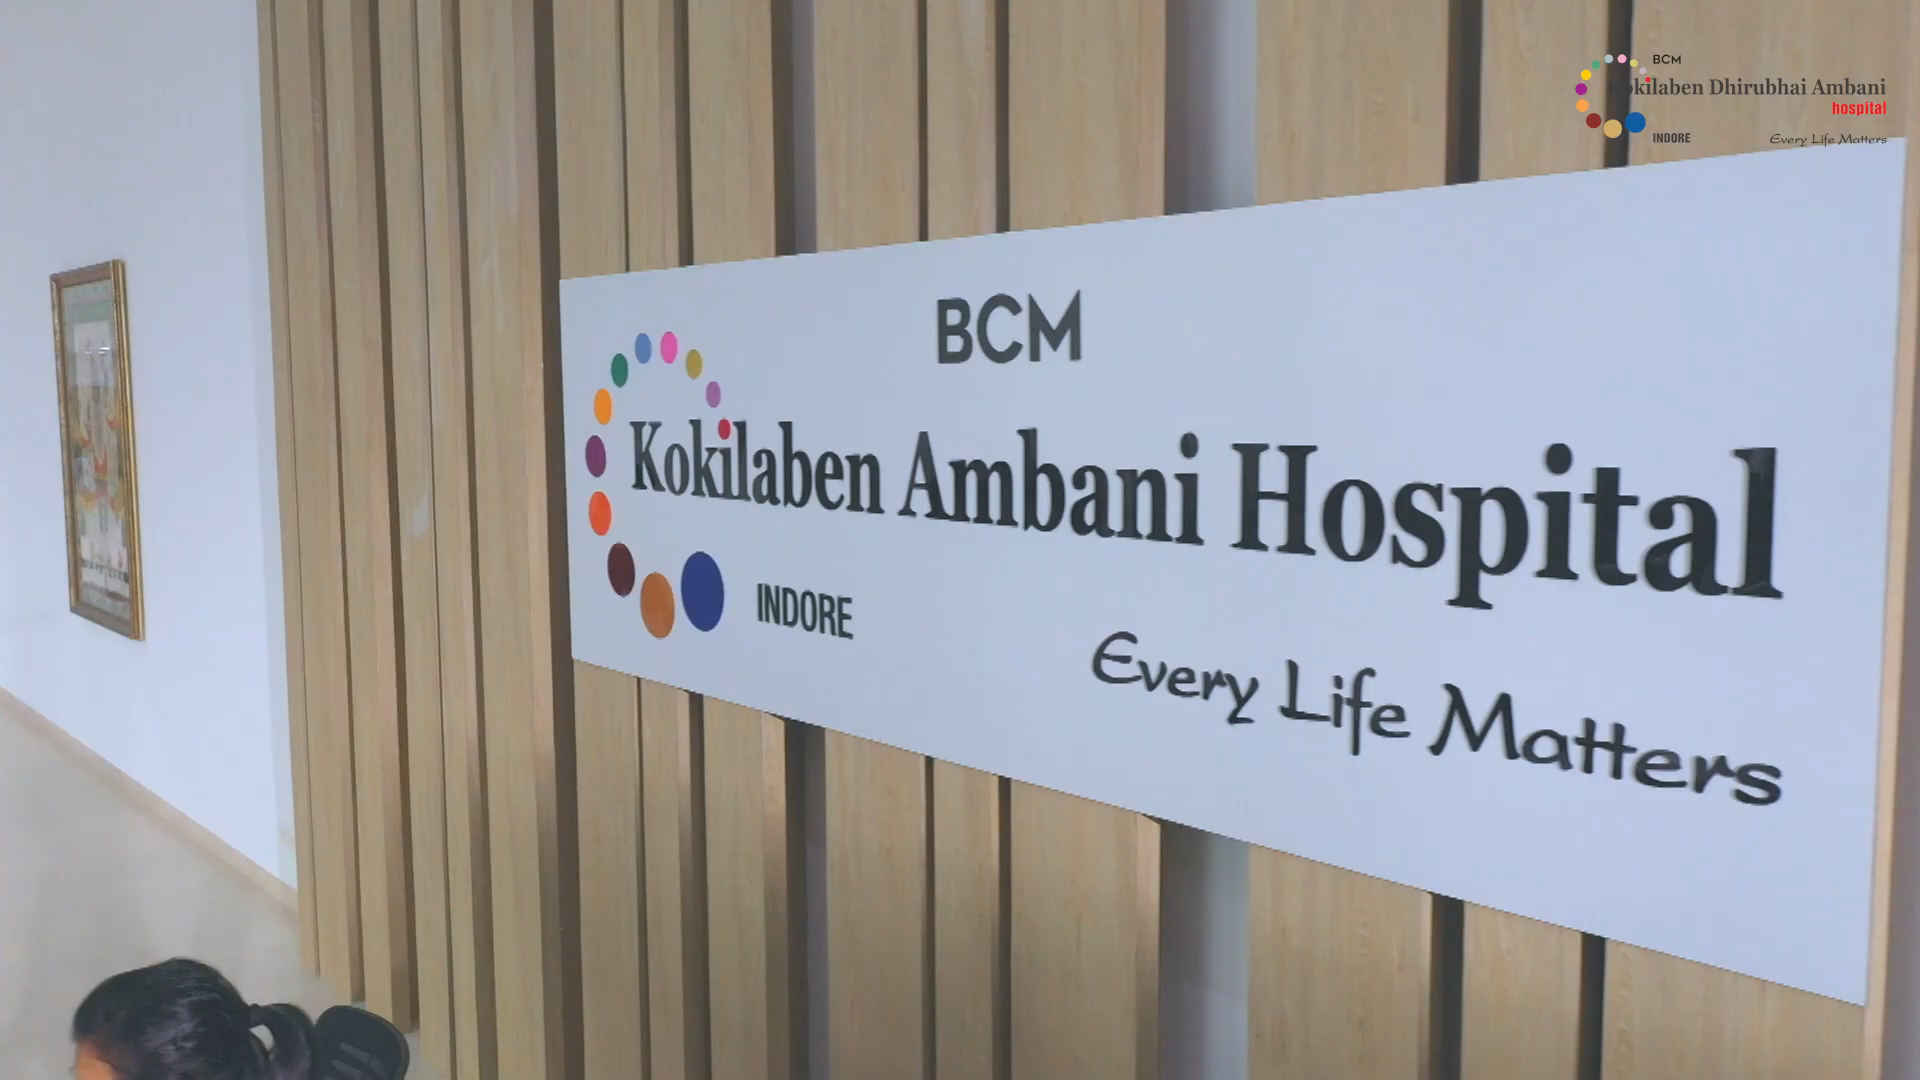 BCM
Kokilaben Dhirubhai Ambani
hospital
INDORE
Every Life Matters
BCM
Kokilaben Ambani Hospital
INDORE
Every Life Matters